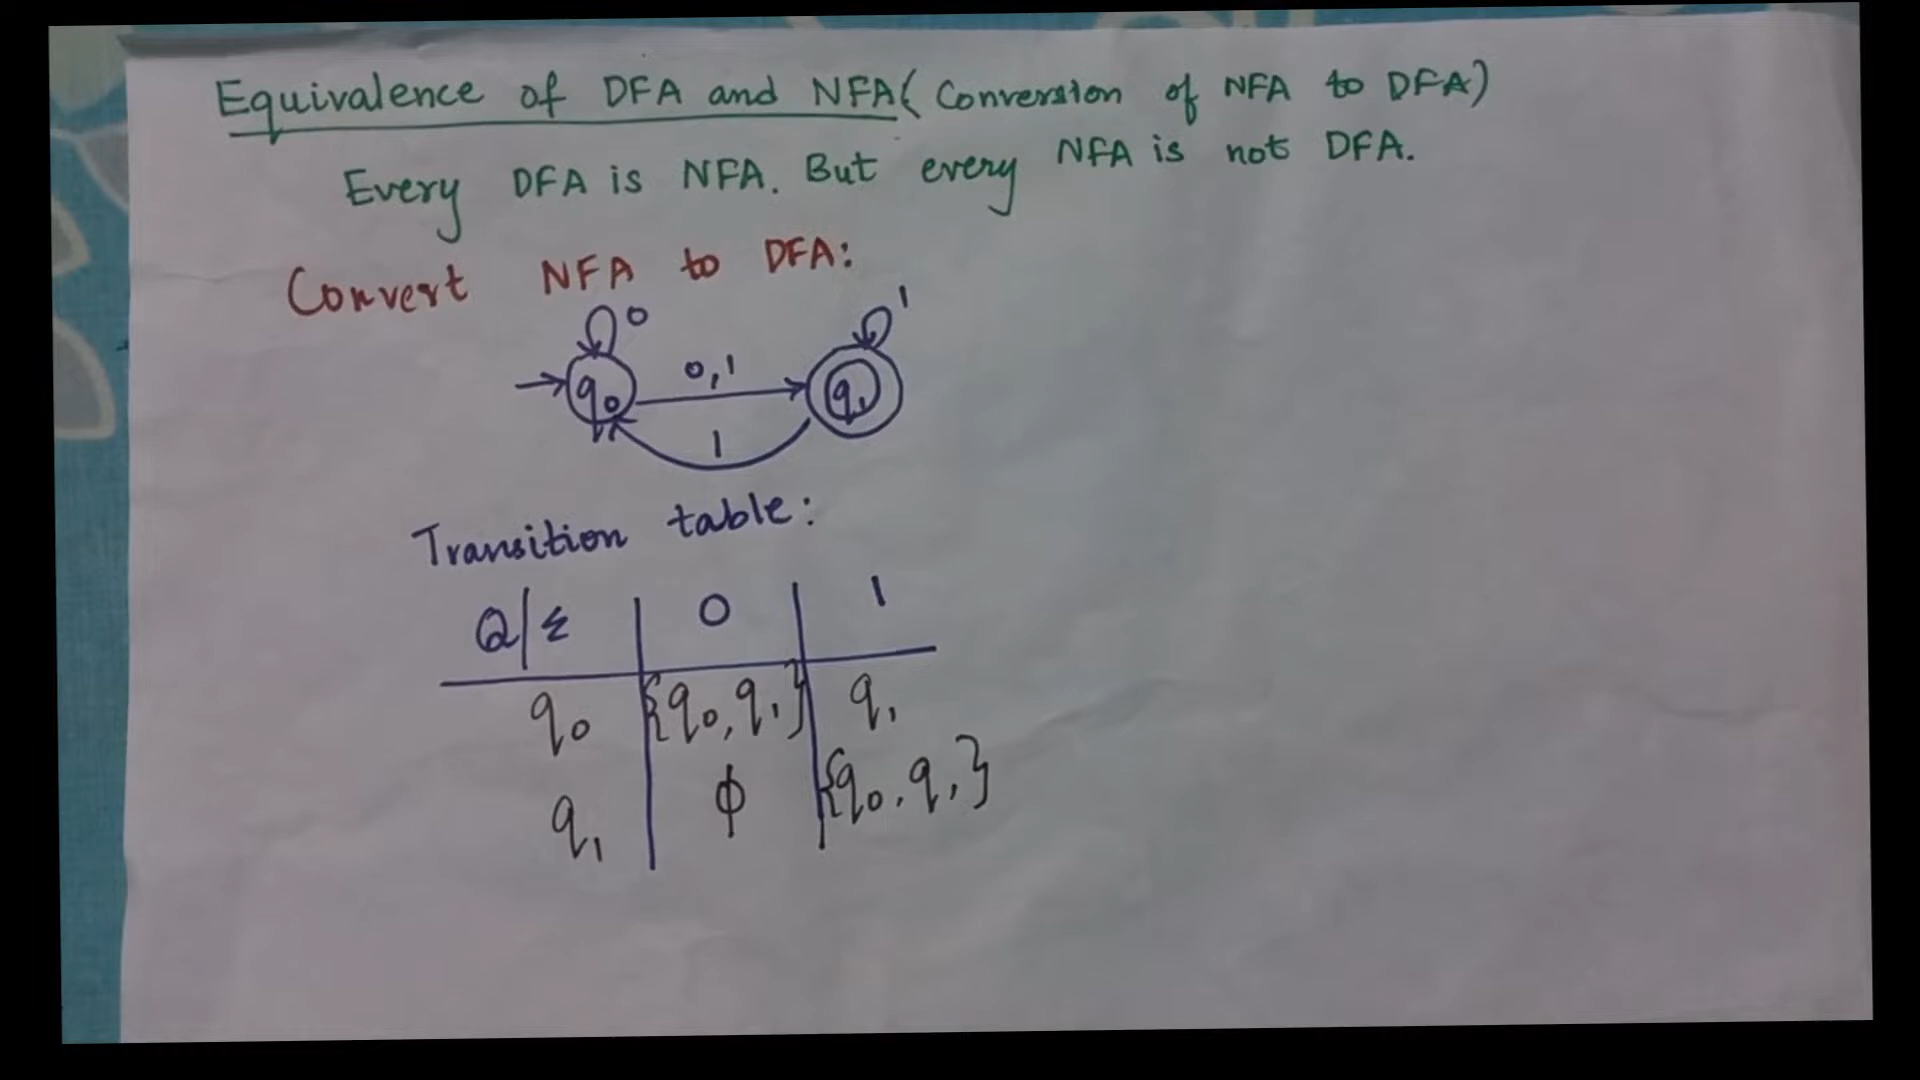 Equivalence of DFA and NFA( Conversion of NFA to DFA)
Every DFA is NFA. But every NFA is not DFA.
Convert NFA to DFA:
0 1
q0 0,1 q1
1
Transition table:
Q/Σ 0 1
q0 {q0, q1} q1
q1 ϕ {q0, q1}